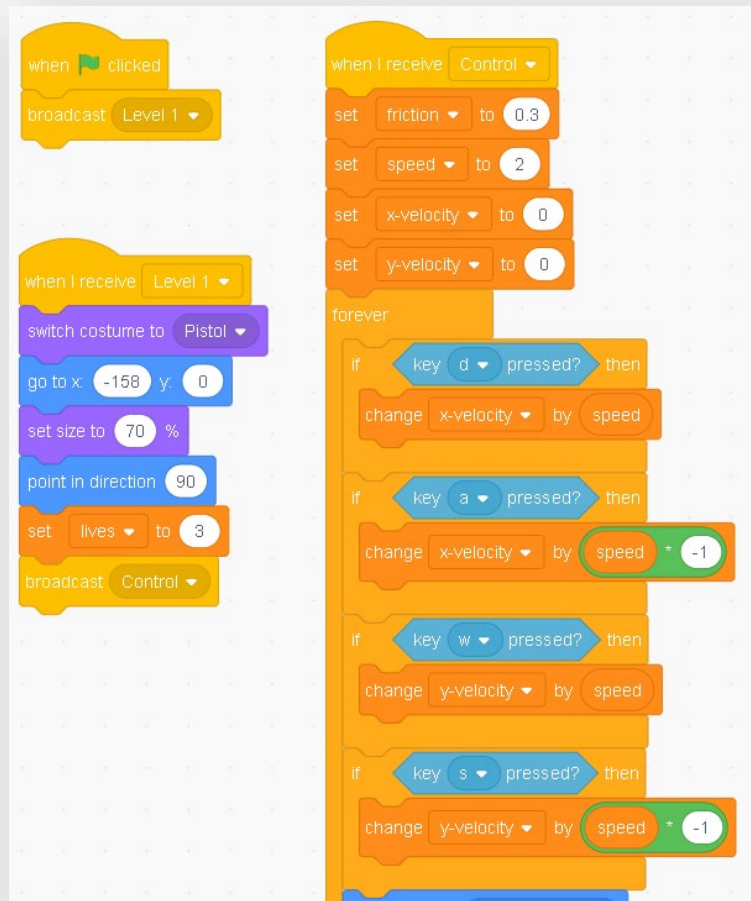 when clicked
broadcast Level 1
when I receive Level 1
switch costume to Pistol
go to x: -158 y: 0
set size to 70 %
point in direction 90
set lives to 3
broadcast Control
when I receive Control
set friction to 0.3
set speed to 2
set x-velocity to 0
set y-velocity to 0
forever
if key d pressed? then
change x-velocity by speed
if key a pressed? then
change x-velocity by speed * -1
if key w pressed? then
change y-velocity by speed
if key s pressed? then
change y-velocity by speed * -1